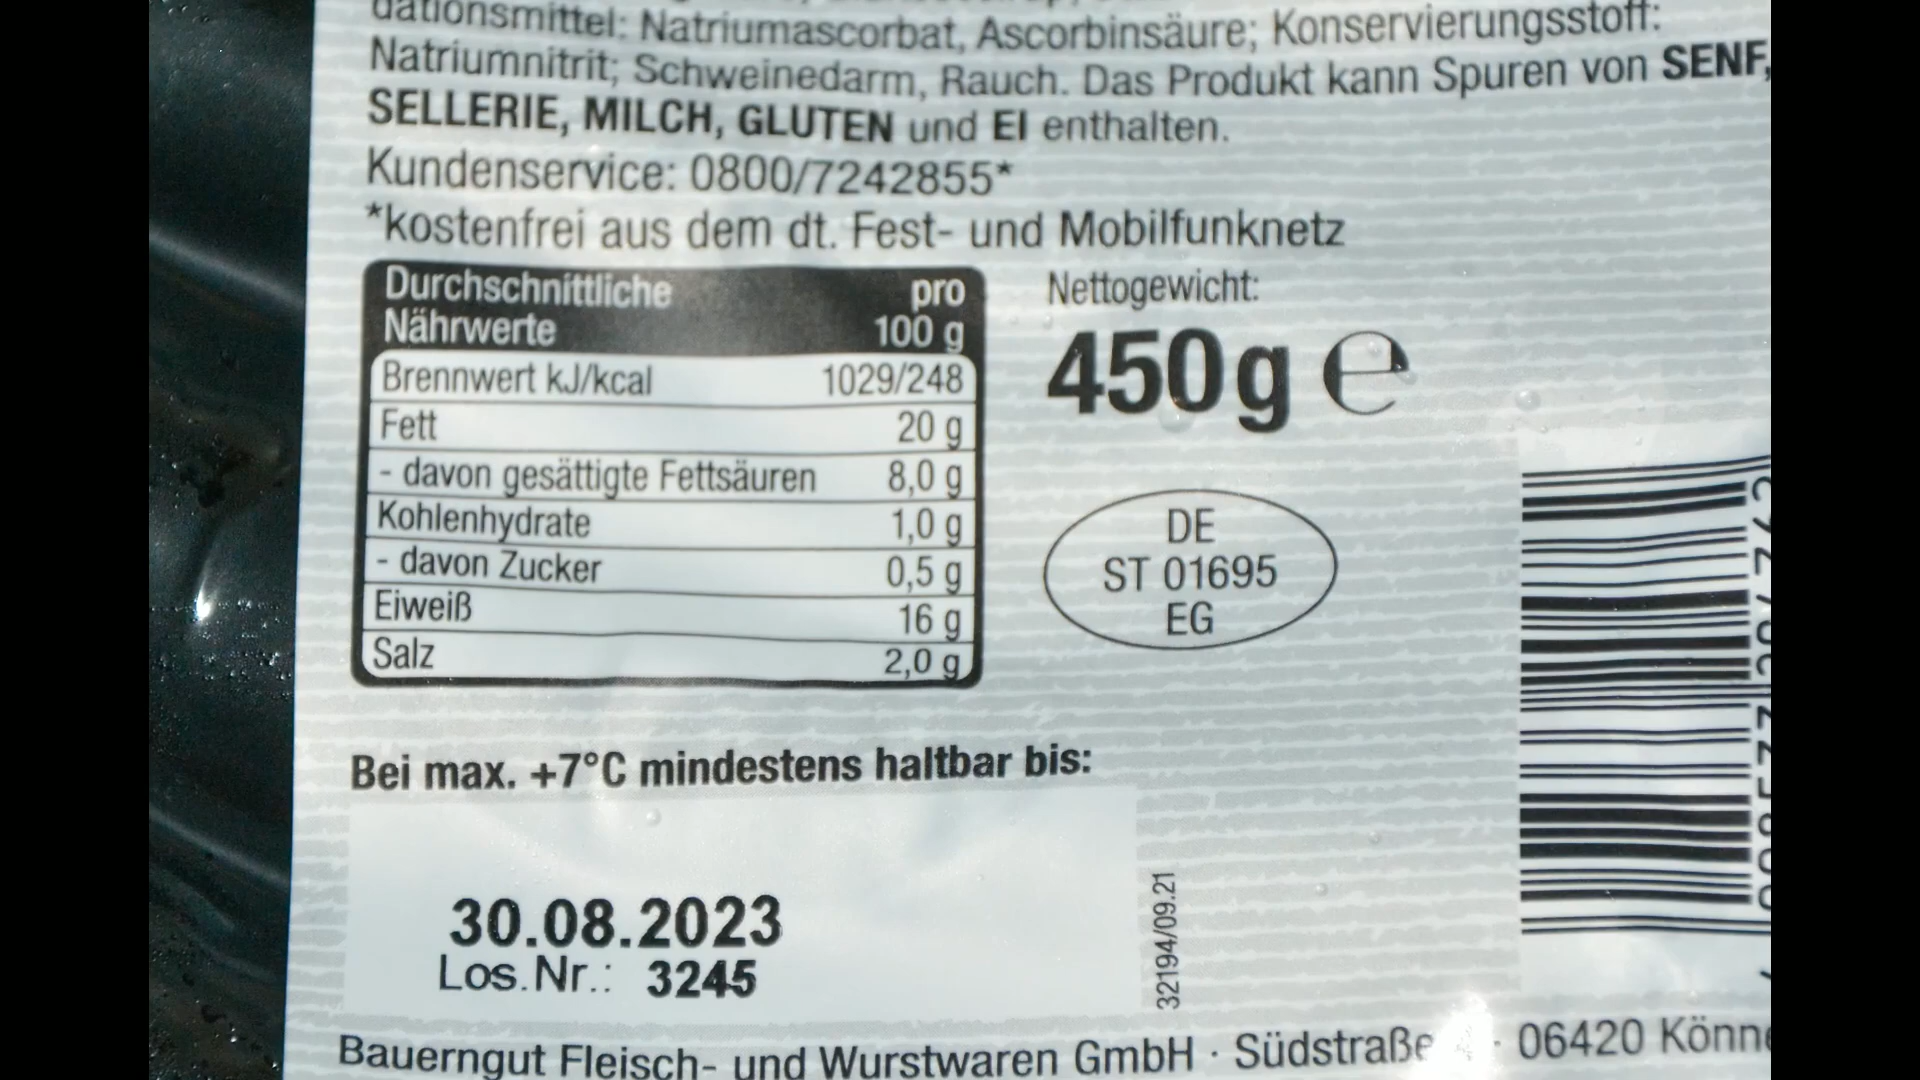 dationsmittel: Natriumascorbat, Ascorbinsäure; Konservierungsstoff:
Natriumnitrit; Schweinedarm, Rauch. Das Produkt kann Spuren von SENF,
SELLERIE, MILCH, GLUTEN und EI enthalten.
Kundenservice: 0800/7242855*
*kostenfrei aus dem dt. Fest- und Mobilfunknetz
Durchschnittliche Nährwerte pro 100 g
Brennwert kJ/kcal 1029/248
Fett 20 g
- davon gesättigte Fettsäuren 8,0 g
Kohlenhydrate 1,0 g
- davon Zucker 0,5 g
Eiweiß 16 g
Salz 2,0 g
Nettogewicht:
450g e
DE
ST 01695
EG
Bei max. +7°C mindestens haltbar bis:
30.08.2023
Los.Nr.: 3245
32194/09.21
Bauerngut Fleisch- und Wurstwaren GmbH · Südstraße · 06420 Könne